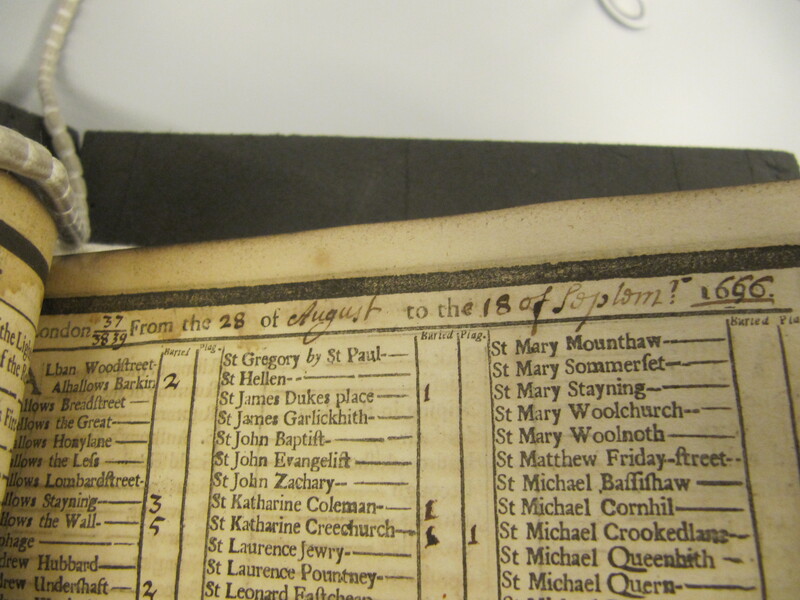 London 37 38 39 From the 28 of August to the 18 of Septem.r 1666.
Buried Plag.
Lban Woodstreet-
Alhallows Barkin 2
llows Breadstreet
llows the Great
llows Honylane
llows the Less
llows Lombardstreet-
llows Stayning 3
llows the Wall- 5
phage
drew Hubbard
drew Undershaft 2
Buried Plag.
St Gregory by St Paul-
St Hellen-
St James Dukes place 1
St James Garlickhith-
St John Baptist-
St John Evangelist
St John Zachary-
St Katharine Coleman- 1
St Katharine Creechurch 1 1
St Laurence Jewry-
St Laurence Pountney-
St Leonard Eastcheap
Buried Pla
St Mary Mounthaw
St Mary Sommerset
St Mary Stayning
St Mary Woolchurch-
St Mary Woolnoth
St Matthew Friday-street-
St Michael Bassishaw
St Michael Cornhil
St Michael Crookedlane
St Michael Queenhith
St Michael Quern-